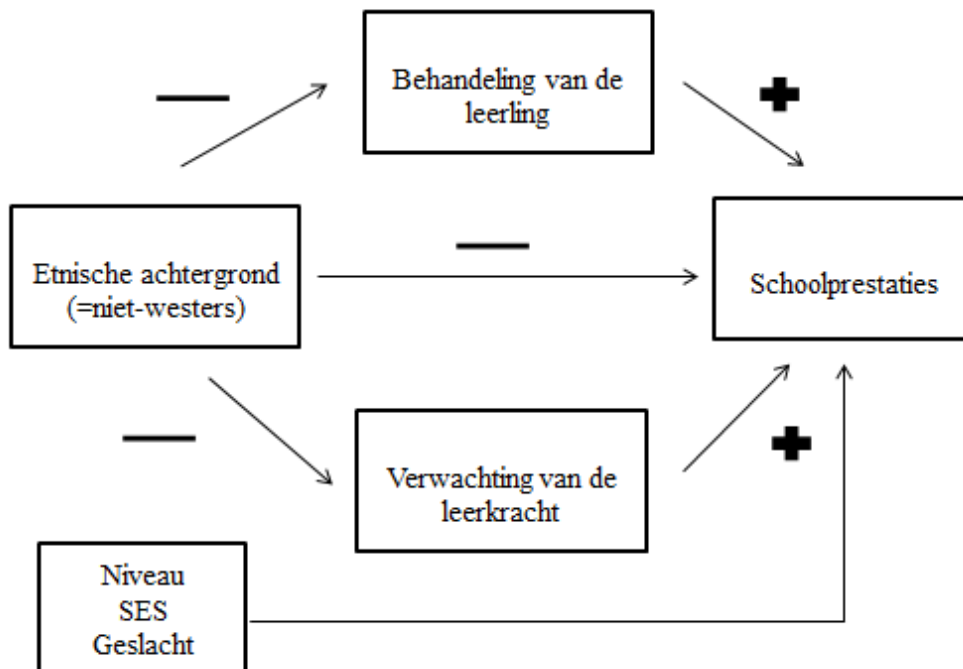 Behandeling van de
leerling
Etnische achtergrond
(=niet-westers)
Schoolprestaties
Verwachting van de
leerkracht
Niveau
SES
Geslacht